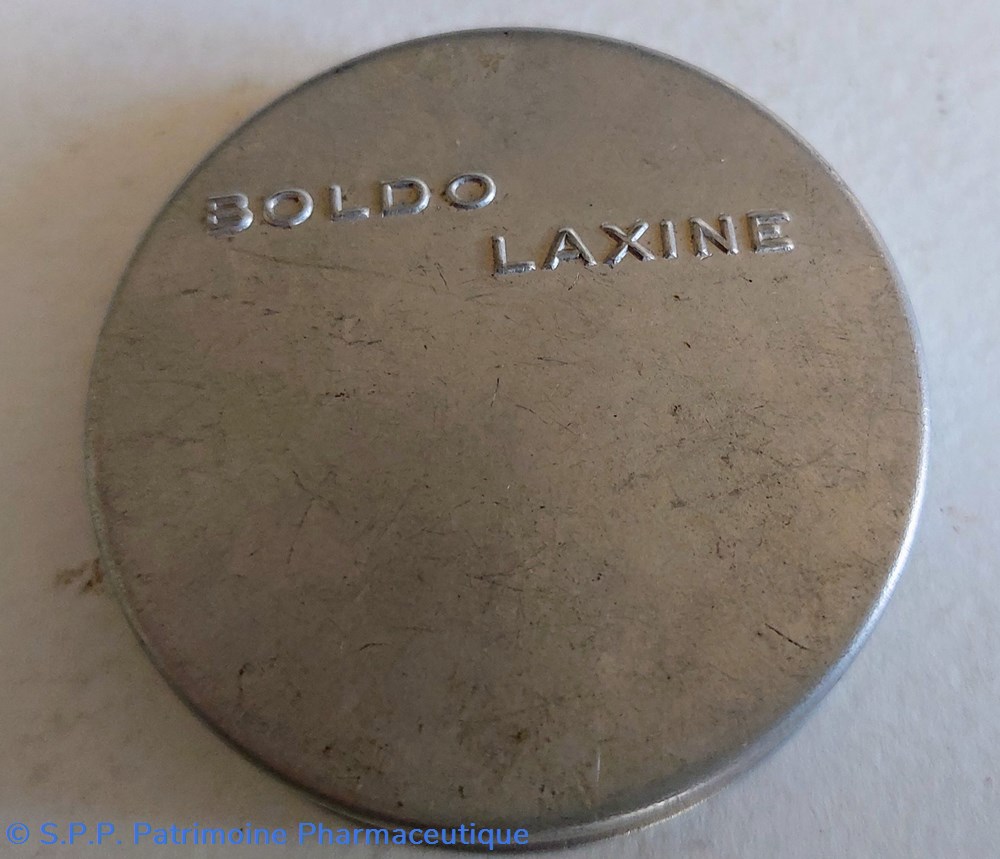 BOLDO
LAXINE
© S.P.P. Patrimoine Pharmaceutique